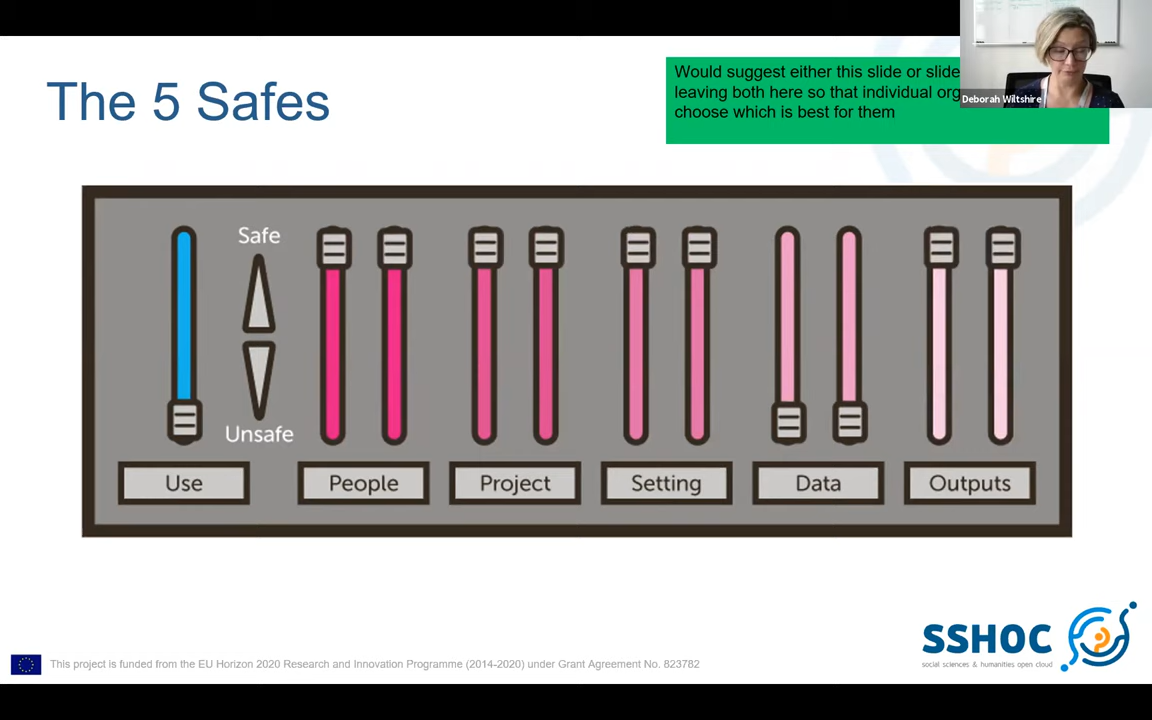 The 5 Safes
Would suggest either this slide or slide
leaving both here so that individual org
choose which is best for them
Deborah Wiltshire
Safe
Unsafe
Use
People
Project
Setting
Data
Outputs
SSHOC
social sciences & humanities open cloud
This project is funded from the EU Horizon 2020 Research and Innovation Programme (2014-2020) under Grant Agreement No. 823782